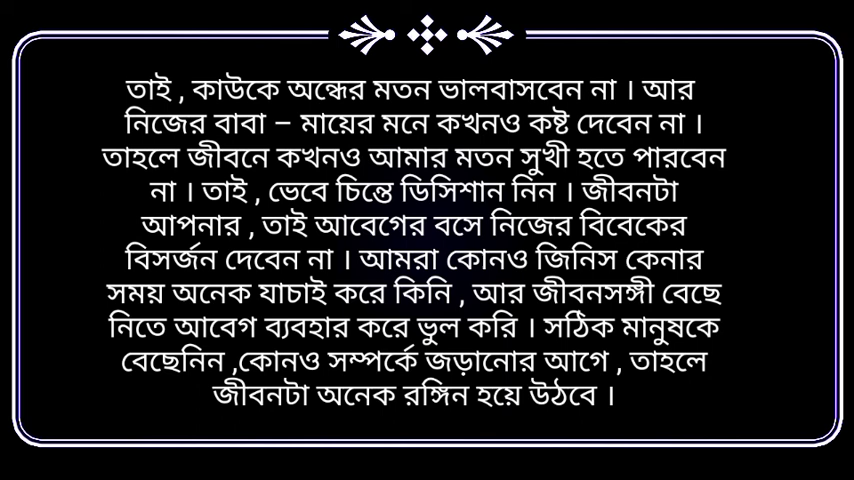 তাই , কাউকে অন্ধের মতন ভালবাসবেন না । আর
নিজের বাবা – মায়ের মনে কখনও কষ্ট দেবেন না ।
তাহলে জীবনে কখনও আমার মতন সুখী হতে পারবেন
না । তাই , ভেবে চিন্তে ডিসিশান নিন । জীবনটা
আপনার , তাই আবেগের বসে নিজের বিবেকের
বিসর্জন দেবেন না । আমরা কোনও জিনিস কেনার
সময় অনেক যাচাই করে কিনি , আর জীবনসঙ্গী বেছে
নিতে আবেগ ব্যবহার করে ভুল করি । সঠিক মানুষকে
বেছেনিন ,কোনও সম্পর্কে জড়ানোর আগে , তাহলে
জীবনটা অনেক রঙ্গিন হয়ে উঠবে ।